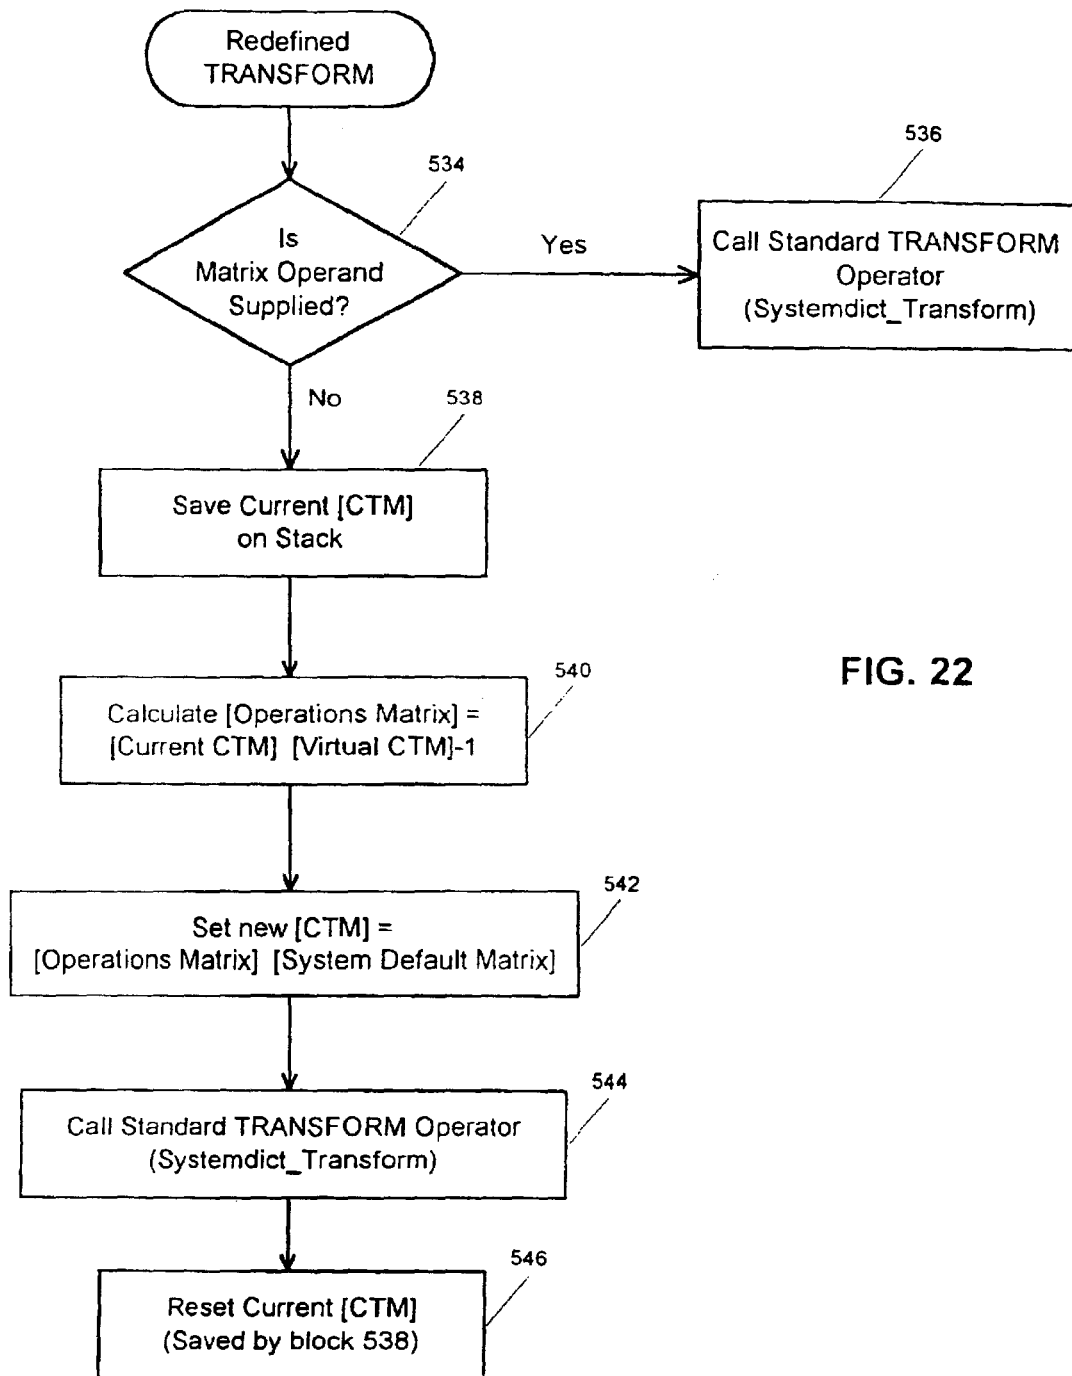 Redefined
TRANSFORM
534
Is
Matrix Operand
Supplied?
Yes
536
Call Standard TRANSFORM
Operator
(Systemdict_Transform)
No
538
Save Current [CTM]
on Stack
FIG. 22
540
Calculate [Operations Matrix] =
[Current CTM] [Virtual CTM]-1
542
Set new [CTM] =
[Operations Matrix] [System Default Matrix]
544
Call Standard TRANSFORM Operator
(Systemdict_Transform)
546
Reset Current [CTM]
(Saved by block 538)